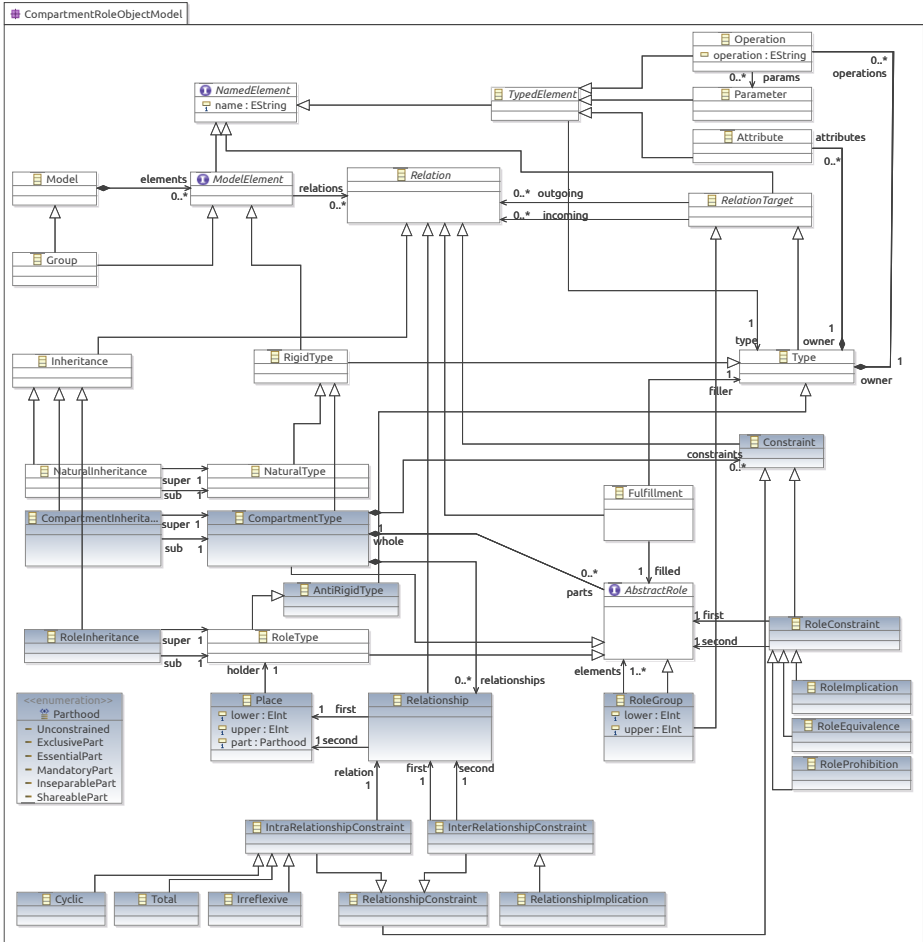 CompartmentRoleObjectModel
Operation
operation : EString
0..*
operations
0..* params
NamedElement
name : EString
TypedElement
Parameter
Attribute
attributes
0..*
Model
elements
0..*
ModelElement
relations
0..*
Relation
0..* outgoing
0..* incoming
RelationTarget
Group
1
type
1
owner
Inheritance
RigidType
Type
1
owner
1
filler
Constraint
constraints
0..*
NaturalInheritance
super 1
sub 1
NaturalType
Fulfillment
CompartmentInherita...
super 1
sub 1
CompartmentType
1
whole
0..*
parts
1 filled
AntiRigidType
AbstractRole
1 first
1 second
RoleConstraint
RoleInheritance
super 1
sub 1
RoleType
holder 1
0..* relationships
elements 1..*
RoleImplication
<<enumeration>>
Parthood
Unconstrained
ExclusivePart
EssentialPart
MandatoryPart
InseparablePart
ShareablePart
Place
lower : EInt
upper : EInt
part : Parthood
1 first
1 second
Relationship
RoleGroup
lower : EInt
upper : EInt
RoleEquivalence
RoleProhibition
relation
1
first
1
second
1
IntraRelationshipConstraint
InterRelationshipConstraint
Cyclic
Total
Irreflexive
RelationshipConstraint
RelationshipImplication